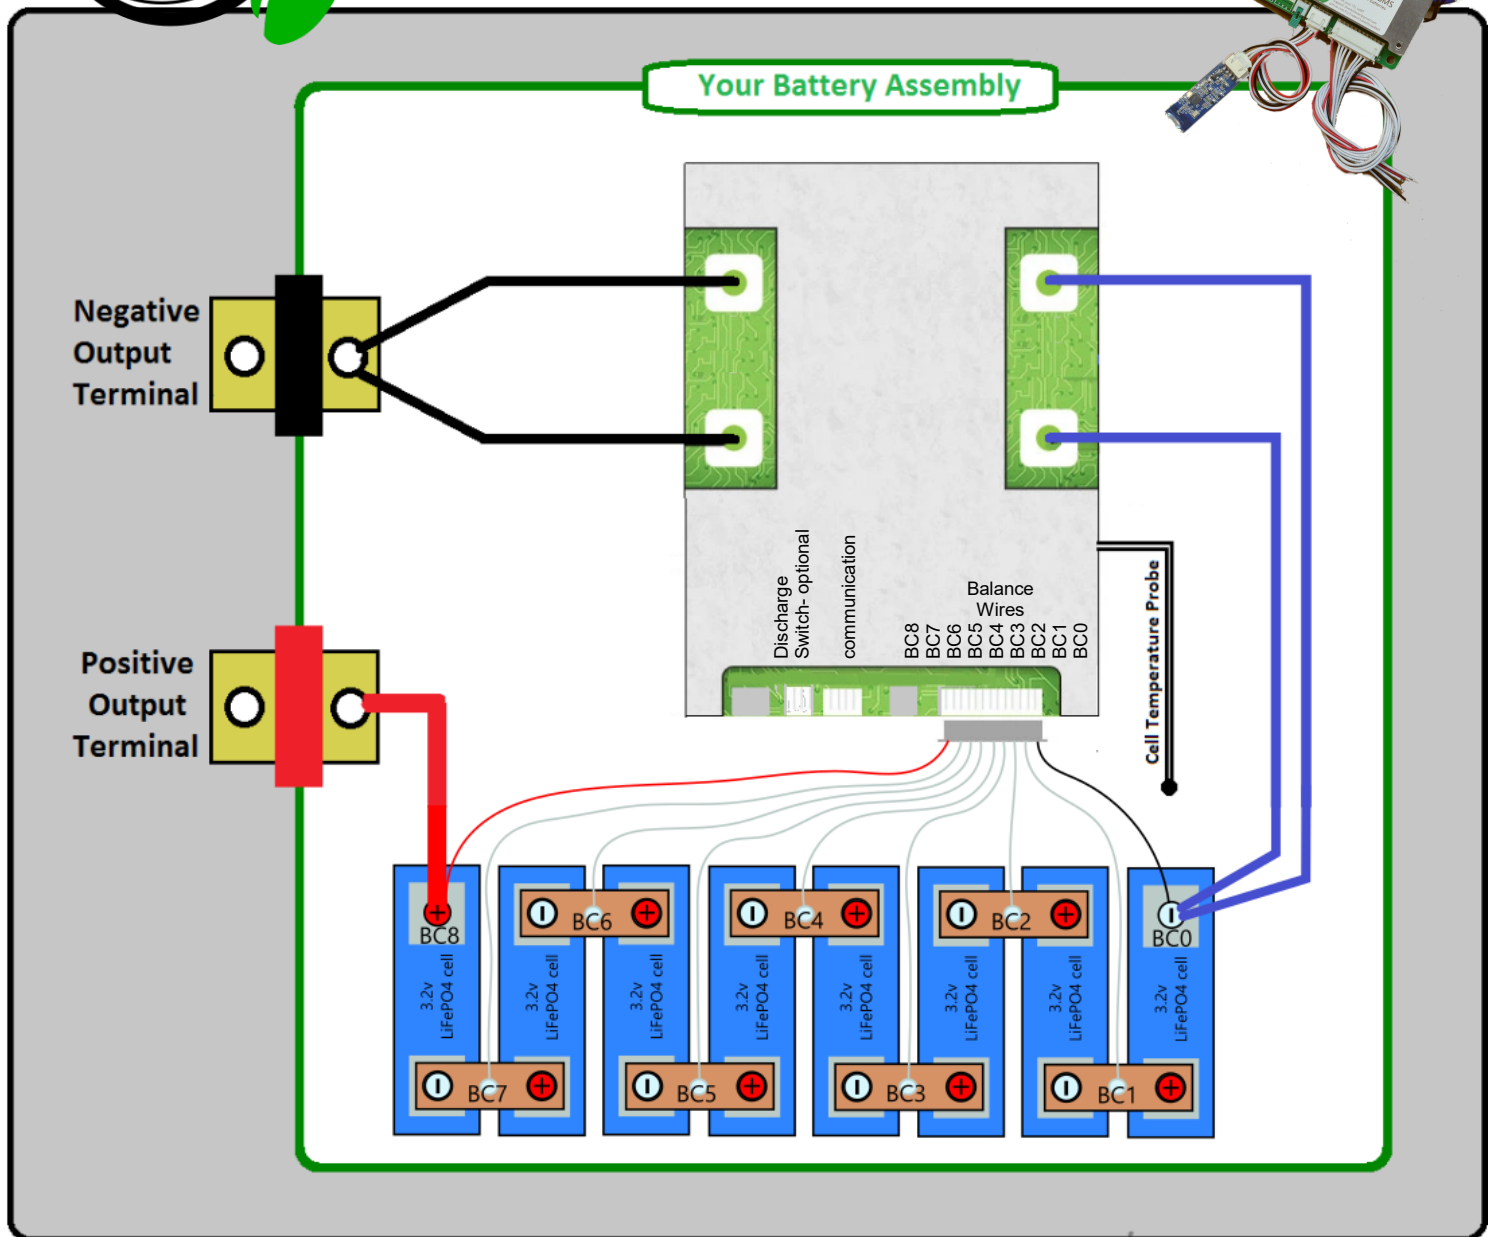 Your Battery Assembly
Negative
Output
Terminal
Positive
Output
Terminal
Discharge
Switch- optional
communication
Balance
Wires
BC8
BC7
BC6
BC5
BC4
BC3
BC2
BC1
BC0
Cell Temperature Probe
BC8
BC6
BC4
BC2
BC0
3.2v
LiFePO4 cell
3.2v
LiFePO4 cell
3.2v
LiFePO4 cell
3.2v
LiFePO4 cell
3.2v
LiFePO4 cell
3.2v
LiFePO4 cell
3.2v
LiFePO4 cell
3.2v
LiFePO4 cell
BC7
BC5
BC3
BC1